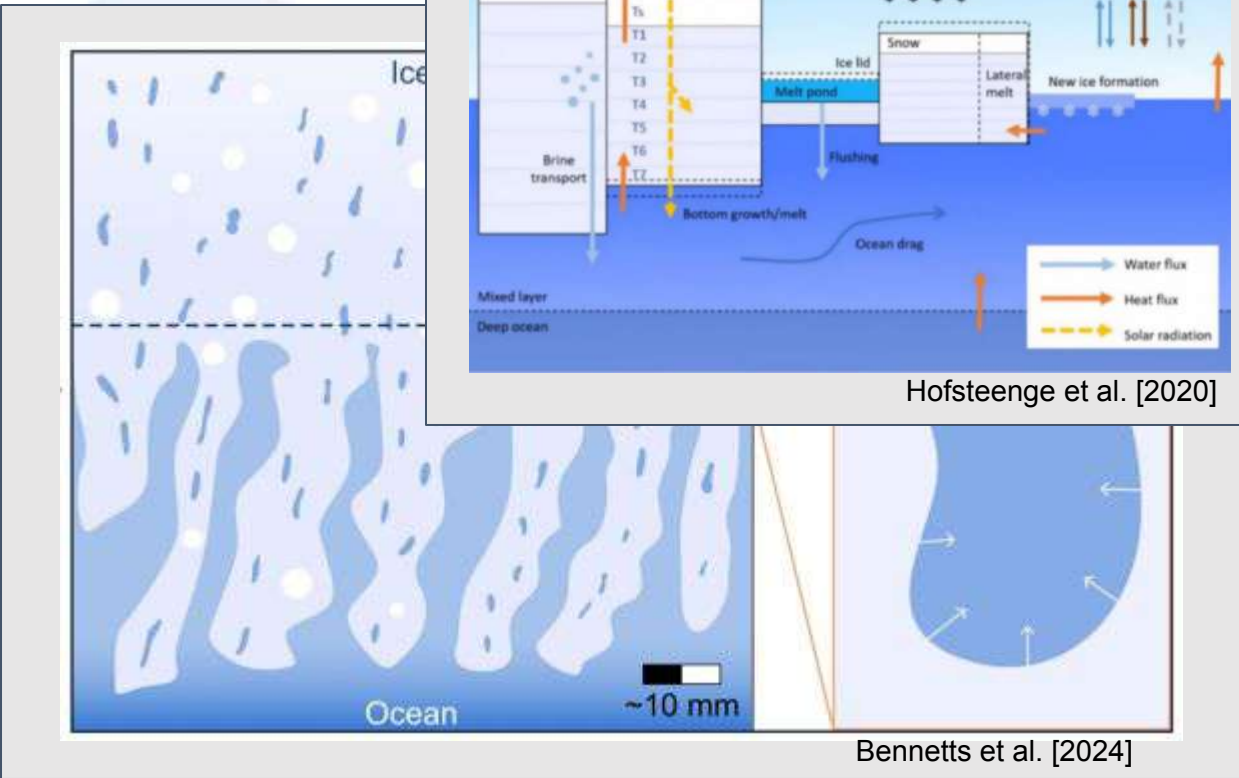 Ts
T1
T2
T3
T4
T5
T6
T7
Brine
transport
Ice lid
Melt pond
Flushing
Bottom growth/melt
Snow
Lateral
melt
New ice formation
Ocean drag
Mixed layer
Deep ocean
Water flux
Heat flux
Solar radiation
Hofsteenge et al. [2020]
Ice
Ocean
~10 mm
Bennetts et al. [2024]